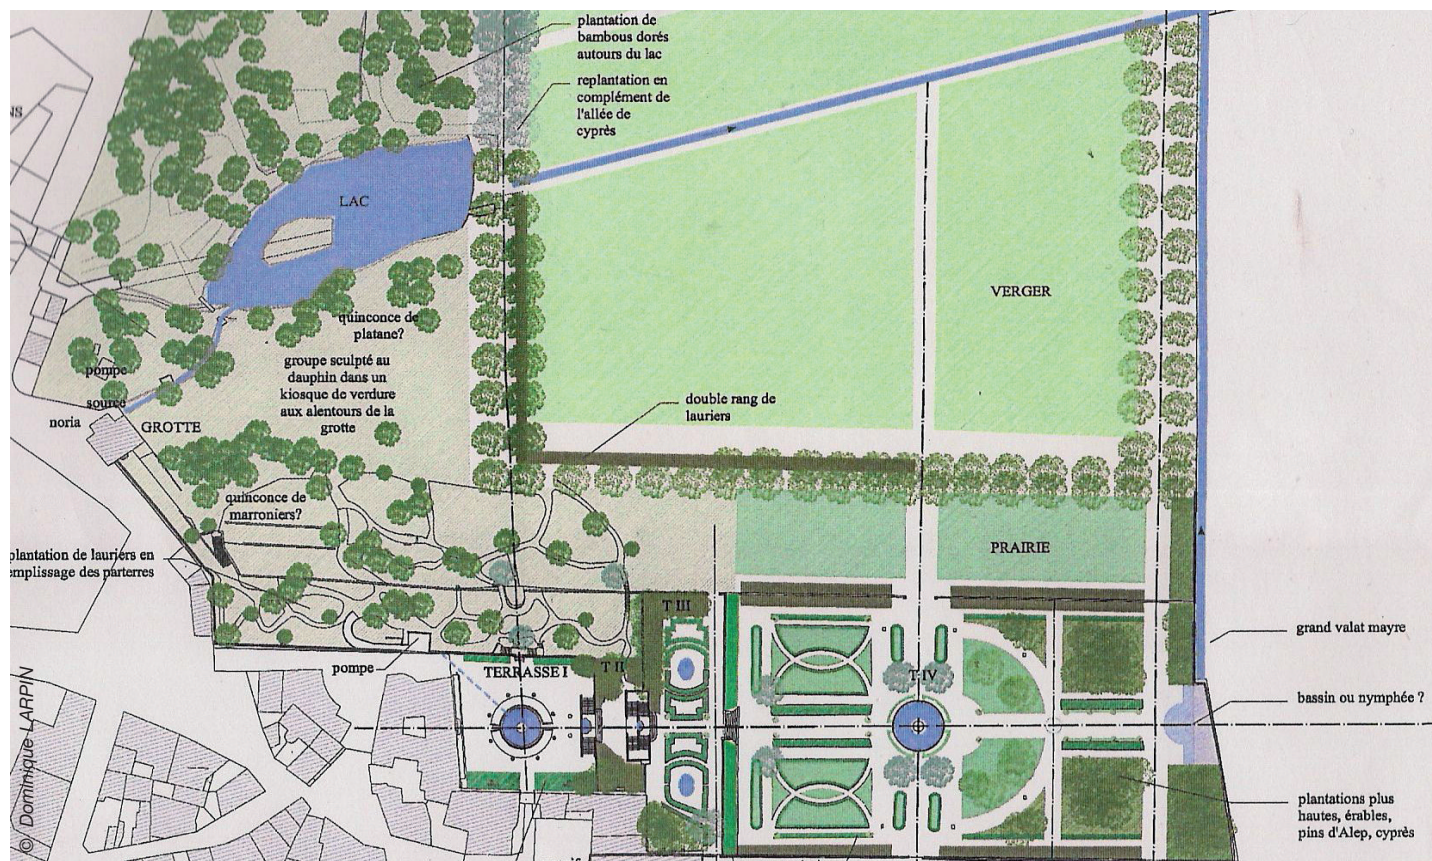 plantation de
bambous dorés
autours du lac
replantation en
complément de
l'allée de
cyprès
NS
LAC
VERGER
quinconce de
platane?
groupe sculpté au
dauphin dans un
kiosque de verdure
aux alentours de la
grotte
pompe
source
noria
GROTTE
double rang de
lauriers
quinconce de
marroniers?
plantation de lauriers en
emplissage des parterres
PRAIRIE
T III
grand valat mayre
pompe
TERRASSE I
T II
T IV
bassin ou nymphée ?
plantations plus
hautes, érables,
pins d'Alep, cyprès
© Dominique LARPIN